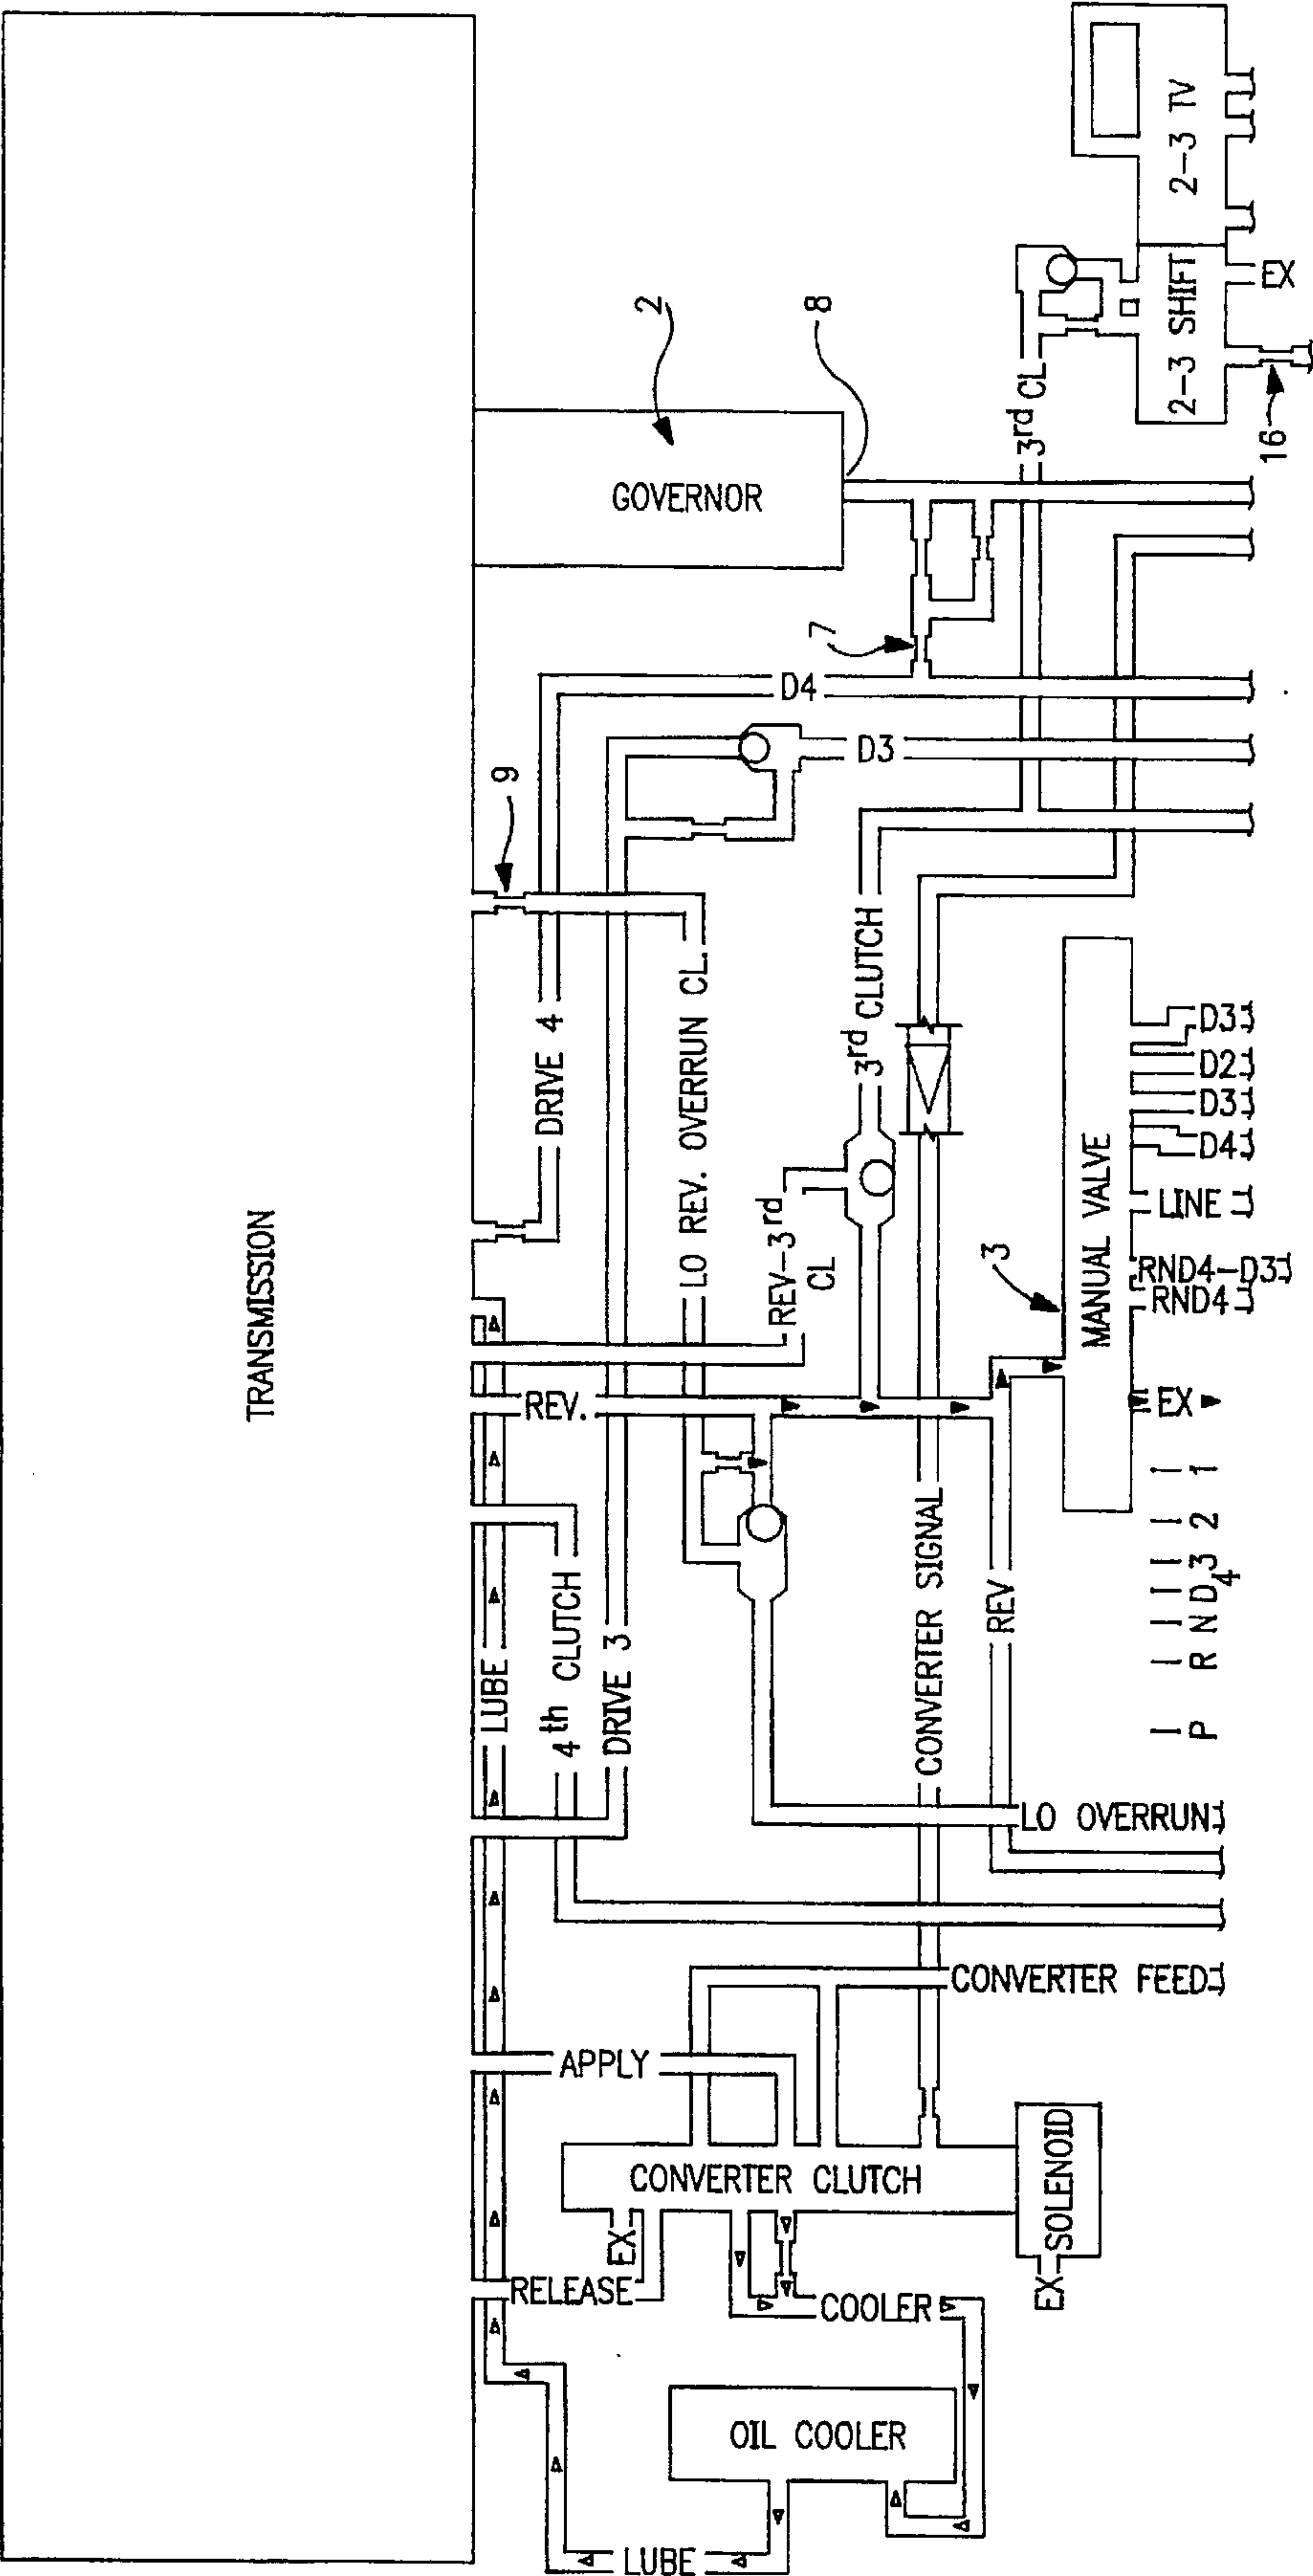 TRANSMISSION
LUBE
RELEASE
APPLY
4th CLUTCH
DRIVE 3
REV.
DRIVE 4
9
LO REV. OVERRUN CL.
REV-3rd
CL
3rd CLUTCH
D3
D4
7
GOVERNOR
2
8
3rd CL
2-3 SHIFT
2-3 TV
EX
16
CONVERTER SIGNAL
REV
3
MANUAL VALVE
D3
D2
D3
D4
LINE
RND4-D3
RND4
EX
P R N D4 3 2 1
LO OVERRUN
CONVERTER FEED
CONVERTER CLUTCH
SOLENOID
EX
EX
COOLER
OIL COOLER
LUBE